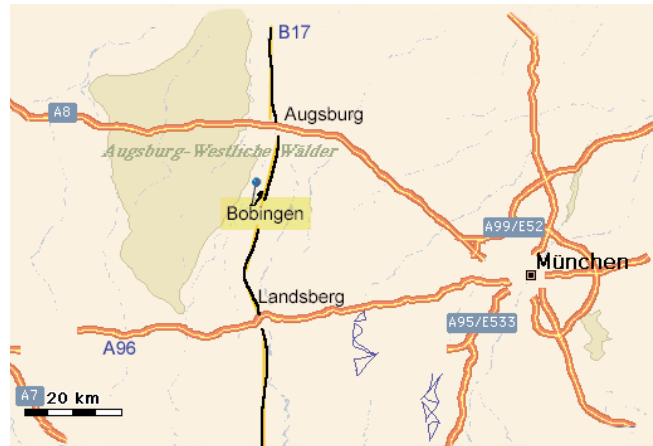 B17
A8
Augsburg
Augsburg-Westliche Wälder
Bobingen
A99/E52
München
Landsberg
A95/E533
A96
A7
20 km